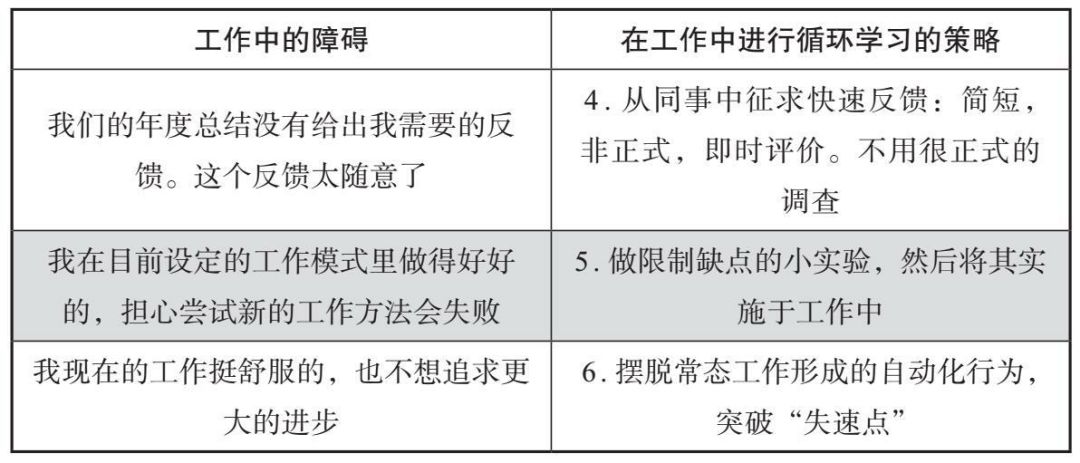 工作中的障碍
在工作中进行循环学习的策略
我们的年度总结没有给出我需要的反
馈。这个反馈太随意了
4. 从同事中征求快速反馈：简短，
非正式，即时评价。不用很正式的
调查
我在目前设定的工作模式里做得好好
的，担心尝试新的工作方法会失败
5. 做限制缺点的小实验，然后将其实
施于工作中
我现在的工作挺舒服的，也不想追求更
大的进步
6. 摆脱常态工作形成的自动化行为，
突破“失速点”